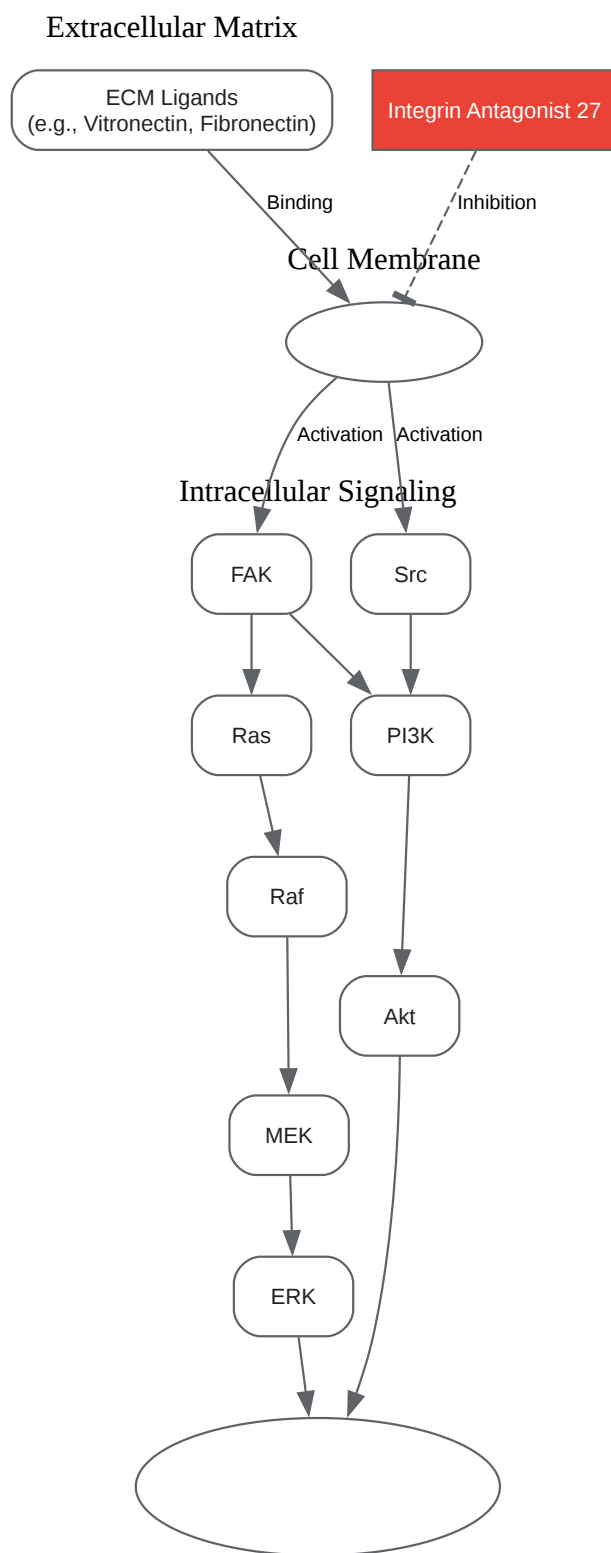 Extracellular Matrix
ECM Ligands
(e.g., Vitronectin, Fibronectin)
Integrin Antagonist 27
Binding
Inhibition
Cell Membrane
Activation
Activation
Intracellular Signaling
FAK
Src
Ras
PI3K
Raf
Akt
MEK
ERK